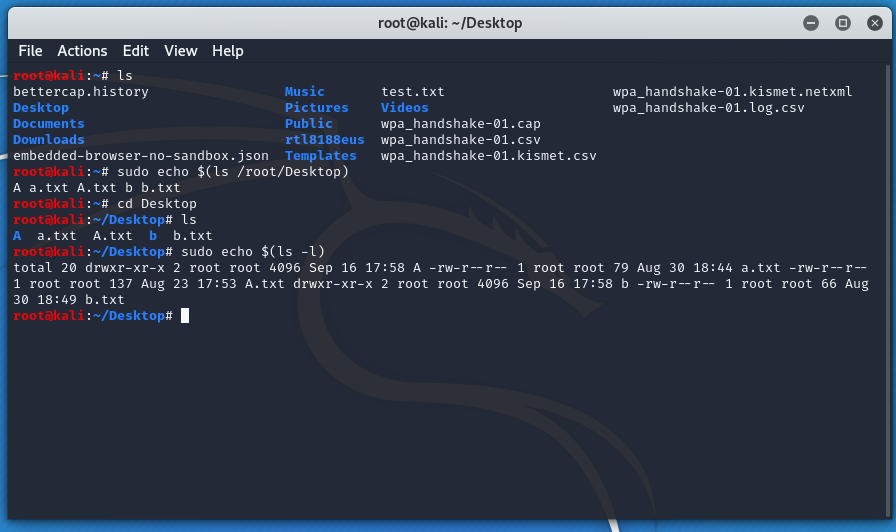 root@kali: ~/Desktop
File Actions Edit View Help
root@kali:~# ls
bettercap.history Music test.txt wpa_handshake-01.kismet.netxml
Desktop Pictures Videos wpa_handshake-01.log.csv
Documents Public wpa_handshake-01.cap
Downloads rtl8188eus wpa_handshake-01.csv
embedded-browser-no-sandbox.json Templates wpa_handshake-01.kismet.csv
root@kali:~# sudo echo $(ls /root/Desktop)
A a.txt A.txt b b.txt
root@kali:~# cd Desktop
root@kali:~/Desktop# ls
A a.txt A.txt b b.txt
root@kali:~/Desktop# sudo echo $(ls -l)
total 20 drwxr-xr-x 2 root root 4096 Sep 16 17:58 A -rw-r--r-- 1 root root 79 Aug 30 18:44 a.txt -rw-r--r--
1 root root 137 Aug 23 17:53 A.txt drwxr-xr-x 2 root root 4096 Sep 16 17:58 b -rw-r--r-- 1 root root 66 Aug
30 18:49 b.txt
root@kali:~/Desktop#